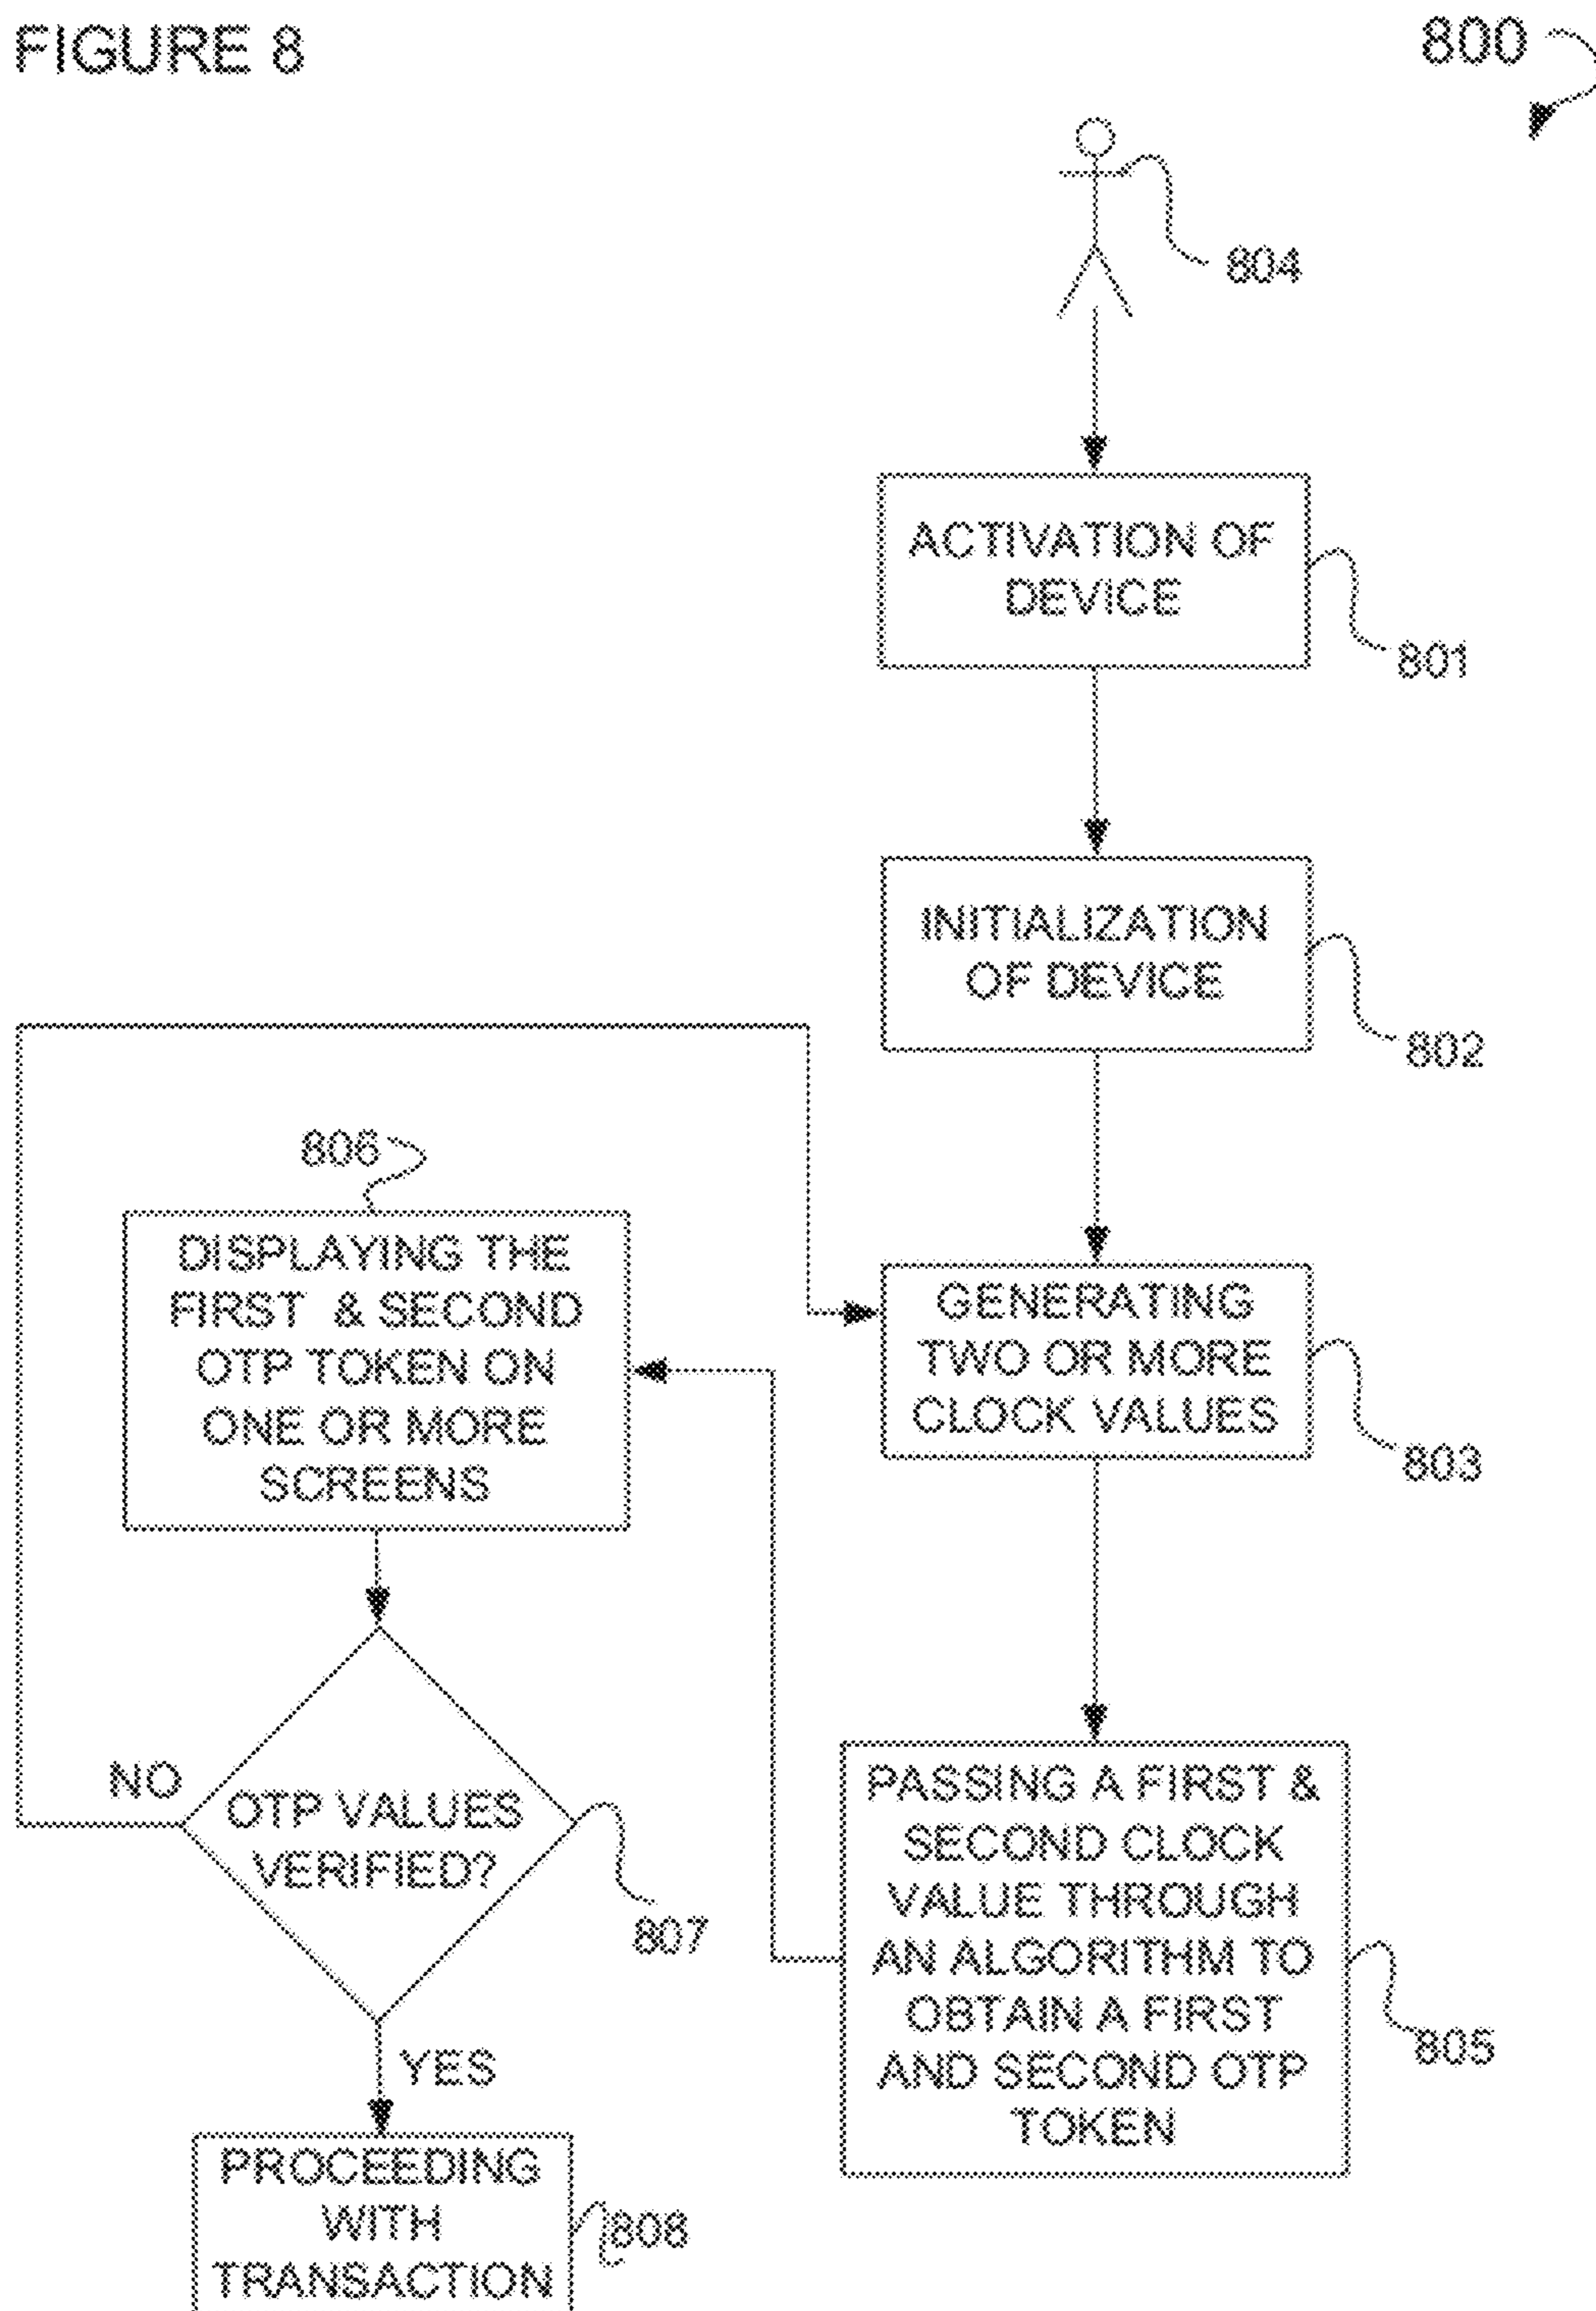 FIGURE 8
800
804
ACTIVATION OF
DEVICE
801
INITIALIZATION
OF DEVICE
802
806
DISPLAYING THE
FIRST & SECOND
OTP TOKEN ON
ONE OR MORE
SCREENS
GENERATING
TWO OR MORE
CLOCK VALUES
803
NO
OTP VALUES
VERIFIED?
807
PASSING A FIRST &
SECOND CLOCK
VALUE THROUGH
AN ALGORITHM TO
OBTAIN A FIRST
AND SECOND OTP
TOKEN
805
YES
PROCEEDING
WITH
TRANSACTION
808